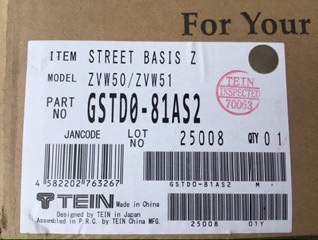 For Your
ITEM STREET BASIS Z
MODEL ZVW50/ZVW51
TEIN
INSPECTED
70063
PART NO GSTD0-81AS2
JANCODE LOT NO 25008 QTY 01
4 582202 763267
GSTD0-81AS2 M
TEIN Made in China
Designed by TEIN in Japan
Assembled in P.R.C. by TEIN China MFG.
25008 01Y